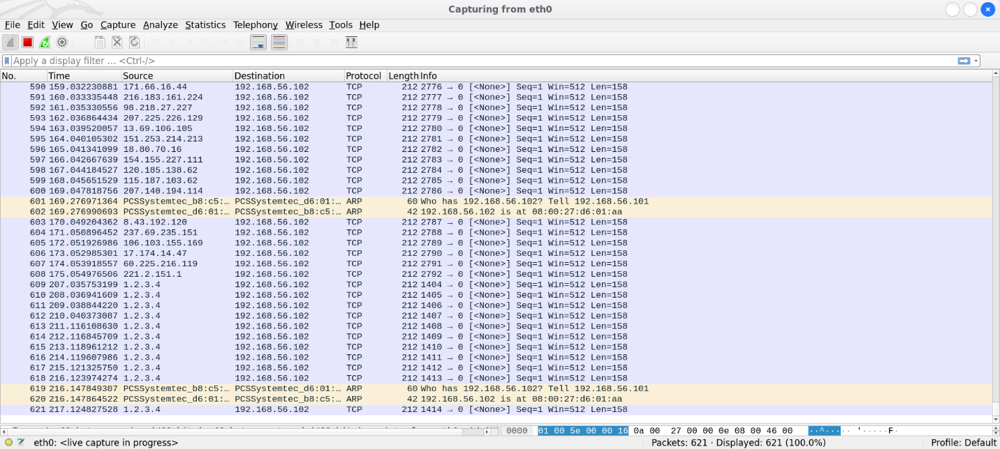 Capturing from eth0
File Edit View Go Capture Analyze Statistics Telephony Wireless Tools Help
Apply a display filter … <Ctrl-/>
No. Time Source Destination Protocol Length Info
590 159.032230881 171.66.16.44 192.168.56.102 TCP 212 2776 → 0 [<None>] Seq=1 Win=512 Len=158
591 160.033335448 216.183.161.224 192.168.56.102 TCP 212 2777 → 0 [<None>] Seq=1 Win=512 Len=158
592 161.035330556 98.218.27.227 192.168.56.102 TCP 212 2778 → 0 [<None>] Seq=1 Win=512 Len=158
593 162.036864434 207.225.226.129 192.168.56.102 TCP 212 2779 → 0 [<None>] Seq=1 Win=512 Len=158
594 163.039520057 13.69.106.105 192.168.56.102 TCP 212 2780 → 0 [<None>] Seq=1 Win=512 Len=158
595 164.040105302 151.253.214.213 192.168.56.102 TCP 212 2781 → 0 [<None>] Seq=1 Win=512 Len=158
596 165.041341099 18.80.70.16 192.168.56.102 TCP 212 2782 → 0 [<None>] Seq=1 Win=512 Len=158
597 166.042667639 154.155.227.111 192.168.56.102 TCP 212 2783 → 0 [<None>] Seq=1 Win=512 Len=158
598 167.044184527 120.185.138.62 192.168.56.102 TCP 212 2784 → 0 [<None>] Seq=1 Win=512 Len=158
599 168.045651529 115.187.103.62 192.168.56.102 TCP 212 2785 → 0 [<None>] Seq=1 Win=512 Len=158
600 169.047818756 207.140.194.114 192.168.56.102 TCP 212 2786 → 0 [<None>] Seq=1 Win=512 Len=158
601 169.276971364 PCSSystemtec_b8:c5:… PCSSystemtec_d6:01:… ARP 60 Who has 192.168.56.102? Tell 192.168.56.101
602 169.276990693 PCSSystemtec_d6:01:… PCSSystemtec_b8:c5:… ARP 42 192.168.56.102 is at 08:00:27:d6:01:aa
603 170.049204362 8.43.192.120 192.168.56.102 TCP 212 2787 → 0 [<None>] Seq=1 Win=512 Len=158
604 171.050896452 237.69.235.151 192.168.56.102 TCP 212 2788 → 0 [<None>] Seq=1 Win=512 Len=158
605 172.051926986 106.103.155.169 192.168.56.102 TCP 212 2789 → 0 [<None>] Seq=1 Win=512 Len=158
606 173.052985301 17.174.14.47 192.168.56.102 TCP 212 2790 → 0 [<None>] Seq=1 Win=512 Len=158
607 174.053918557 60.225.216.119 192.168.56.102 TCP 212 2791 → 0 [<None>] Seq=1 Win=512 Len=158
608 175.054976506 221.2.151.1 192.168.56.102 TCP 212 2792 → 0 [<None>] Seq=1 Win=512 Len=158
609 207.035753199 1.2.3.4 192.168.56.102 TCP 212 1404 → 0 [<None>] Seq=1 Win=512 Len=158
610 208.036941609 1.2.3.4 192.168.56.102 TCP 212 1405 → 0 [<None>] Seq=1 Win=512 Len=158
611 209.038844220 1.2.3.4 192.168.56.102 TCP 212 1406 → 0 [<None>] Seq=1 Win=512 Len=158
612 210.040373087 1.2.3.4 192.168.56.102 TCP 212 1407 → 0 [<None>] Seq=1 Win=512 Len=158
613 211.116108630 1.2.3.4 192.168.56.102 TCP 212 1408 → 0 [<None>] Seq=1 Win=512 Len=158
614 212.116845709 1.2.3.4 192.168.56.102 TCP 212 1409 → 0 [<None>] Seq=1 Win=512 Len=158
615 213.118961212 1.2.3.4 192.168.56.102 TCP 212 1410 → 0 [<None>] Seq=1 Win=512 Len=158
616 214.119607986 1.2.3.4 192.168.56.102 TCP 212 1411 → 0 [<None>] Seq=1 Win=512 Len=158
617 215.121325750 1.2.3.4 192.168.56.102 TCP 212 1412 → 0 [<None>] Seq=1 Win=512 Len=158
618 216.123974274 1.2.3.4 192.168.56.102 TCP 212 1413 → 0 [<None>] Seq=1 Win=512 Len=158
619 216.147849307 PCSSystemtec_b8:c5:… PCSSystemtec_d6:01:… ARP 60 Who has 192.168.56.102? Tell 192.168.56.101
620 216.147864522 PCSSystemtec_d6:01:… PCSSystemtec_b8:c5:… ARP 42 192.168.56.102 is at 08:00:27:d6:01:aa
621 217.124827528 1.2.3.4 192.168.56.102 TCP 212 1414 → 0 [<None>] Seq=1 Win=512 Len=158
0000 01 00 5e 00 00 16 0a 00 27 00 00 0e 08 00 46 00 ··^··· ·· '·····F·
eth0: <live capture in progress> Packets: 621 · Displayed: 621 (100.0%) Profile: Default